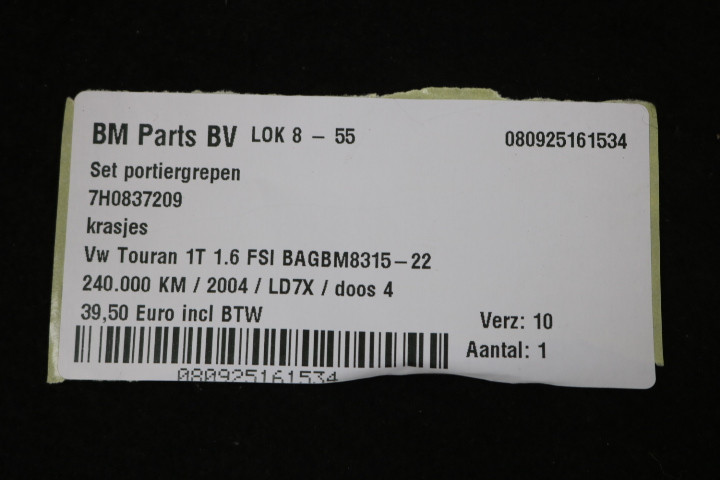 BM Parts BV LOK 8 - 55 080925161534
Set portiergrepen
7H0837209
krasjes
Vw Touran 1T 1.6 FSI BAGBM8315-22
240.000 KM / 2004 / LD7X / doos 4
39,50 Euro incl BTW
Verz: 10
Aantal: 1
080925161534